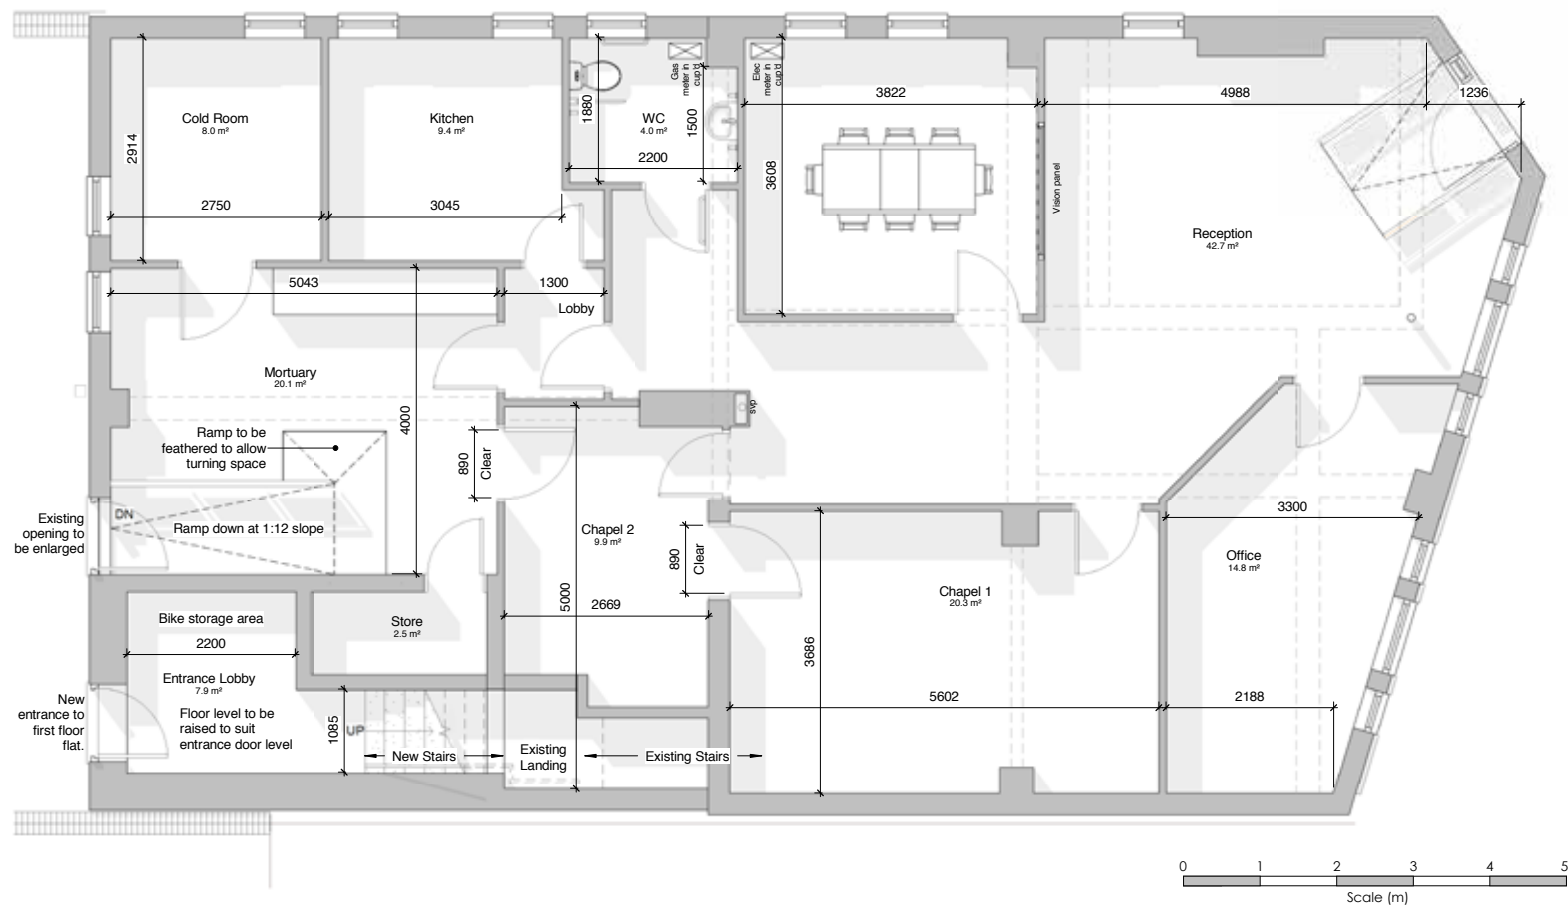 Gas
meter in
cup'd
Elec
meter in
cup'd
3822
4988
1236
1880
1500
Cold Room
8.0 m²
Kitchen
9.4 m²
WC
4.0 m²
2914
2200
3608
Vision panel
2750
3045
Reception
42.7 m²
5043
1300
Lobby
Mortuary
20.1 m²
4000
svp
Ramp to be
feathered to allow
turning space
890
Clear
DN
Ramp down at 1:12 slope
Existing
opening to
be enlarged
Chapel 2
9.9 m²
890
Clear
3300
Office
14.8 m²
Chapel 1
20.3 m²
5000
2669
Bike storage area
2200
Store
2.5 m²
3686
Entrance Lobby
7.9 m²
New
entrance to
first floor
flat.
Floor level to be
raised to suit
entrance door level
1085
UP
5602
2188
New Stairs
Existing
Landing
Existing Stairs
0 1 2 3 4 5
Scale (m)